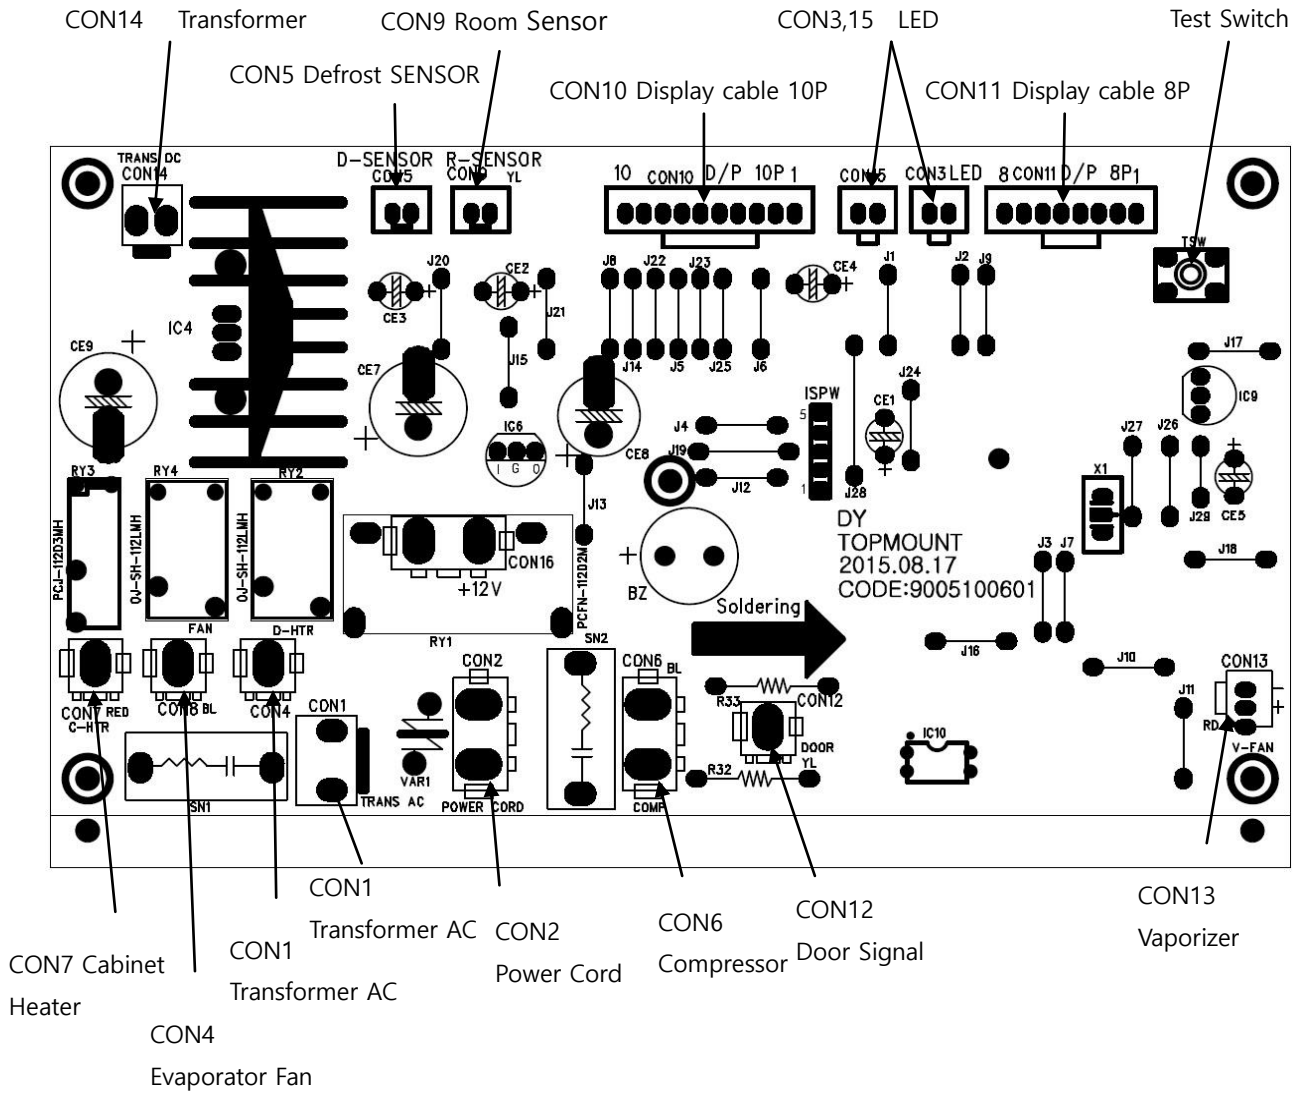 CON14 Transformer
CON9 Room Sensor
CON3,15 LED
Test Switch
CON5 Defrost SENSOR
CON10 Display cable 10P
CON11 Display cable 8P
TRANS DC
CON14
D-SENSOR R-SENSOR
CON5
CON9 YL
10 CON10 D/P 10P 1
CON15
CON3 LED
8 CON11 D/P 8P 1
TSW
J20
CE2
J8
J22
J23
CE4
J1
J2
J9
CE3
J21
IC4
CE9
CE7
J15
J14
J5
J25
J6
J17
ISPW
5
1
CE1
J24
IC9
J4
J19
J12
IC6
I G O
CE8
J28
J27
J26
X1
J29
CE5
RY3
RY4
RY2
J13
PCJ-112D3MH
OJ-SH-112LMH
OJ-SH-112LMH
CON16
+12V
PCFN-112D2M
RY1
BZ
DY
TOPMOUNT
2015.08.17
CODE:9005100601
J3
J7
J18
Soldering
FAN
D-HTR
SN2
J16
J10
CON7 RED
C-HTR
CON8 BL
CON4
CON1
CON2
CON6 BL
R33
CON12
CON13
J11
RD
V-FAN
IC10
DOOR
YL
R32
VAR1
TRANS AC
POWER CORD
COMP
SN1
CON1
Transformer AC
CON2
Power Cord
CON6
Compressor
CON12
Door Signal
CON13
Vaporizer
CON7 Cabinet
Heater
CON1
Transformer AC
CON4
Evaporator Fan